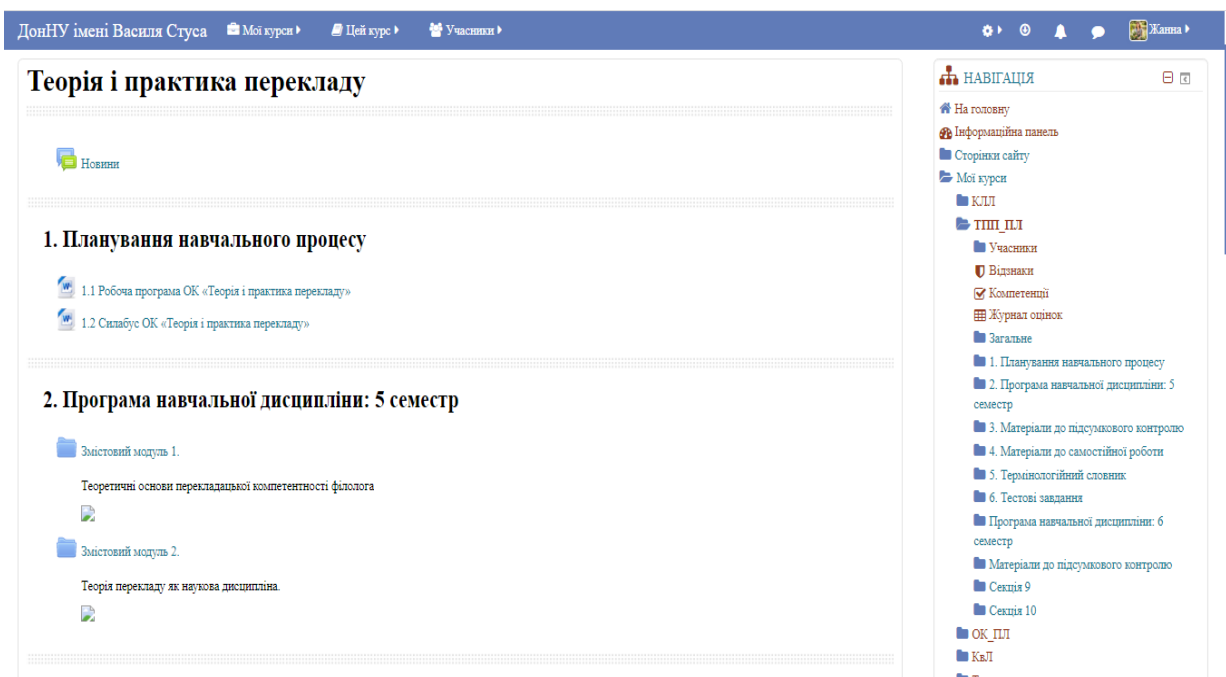 ДонНУ імені Василя Стуса Мої курси Цей курс Учасники Жанна
Теорія і практика перекладу
Новини
1. Планування навчального процесу
1.1 Робоча програма ОК «Теорія і практика перекладу»
1.2 Силабус ОК «Теорія і практика перекладу»
2. Програма навчальної дисципліни: 5 семестр
Змістовий модуль 1.
Теоретичні основи перекладацької компетентності філолога
Змістовий модуль 2.
Теорія перекладу як наукова дисципліна.
НАВІГАЦІЯ
На головну
Інформаційна панель
Сторінки сайту
Мої курси
КЛЛ
ТПП_ПЛ
Учасники
Відзнаки
Компетенції
Журнал оцінок
Загальне
1. Планування навчального процесу
2. Програма навчальної дисципліни: 5
семестр
3. Матеріали до підсумкового контролю
4. Матеріали до самостійної роботи
5. Термінологійний словник
6. Тестові завдання
Програма навчальної дисципліни: 6
семестр
Матеріали до підсумкового контролю
Секція 9
Секція 10
ОК_ПЛ
КвЛ